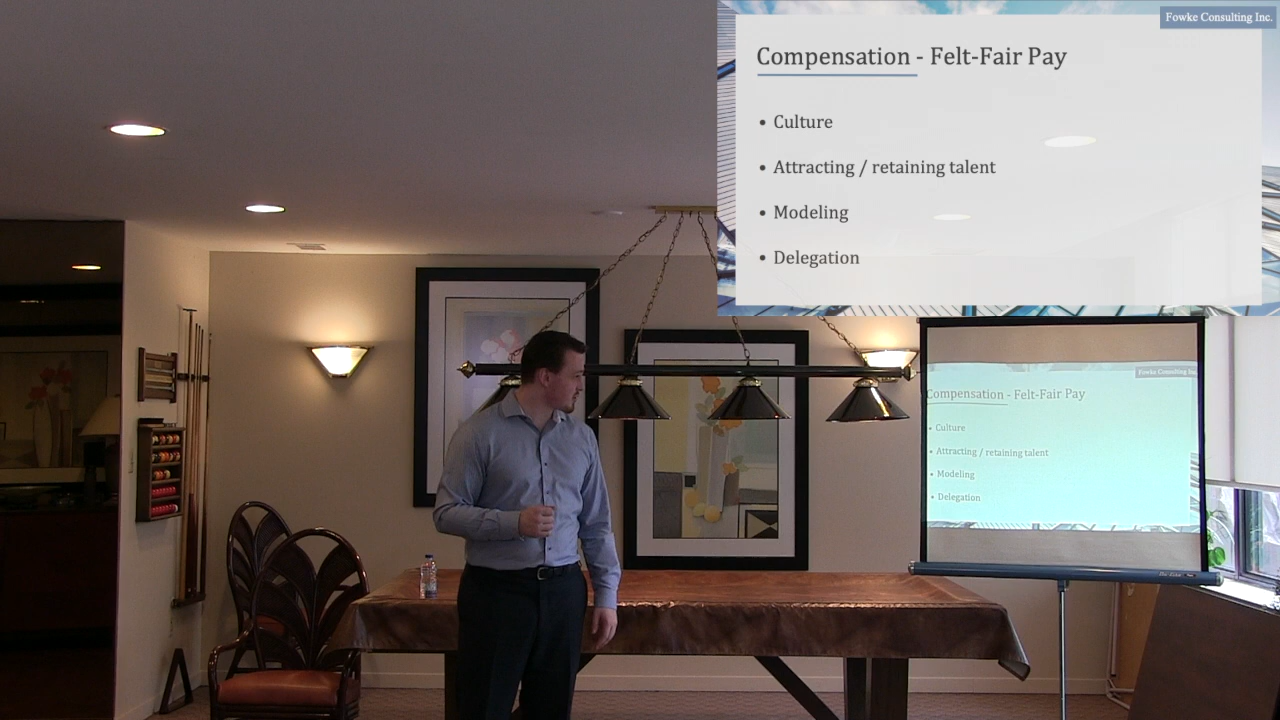 Fowke Consulting Inc.
Compensation - Felt-Fair Pay
• Culture
• Attracting / retaining talent
• Modeling
• Delegation
Fowke Consulting Inc.
Compensation - Felt-Fair Pay
• Culture
• Attracting / retaining talent
• Modeling
• Delegation